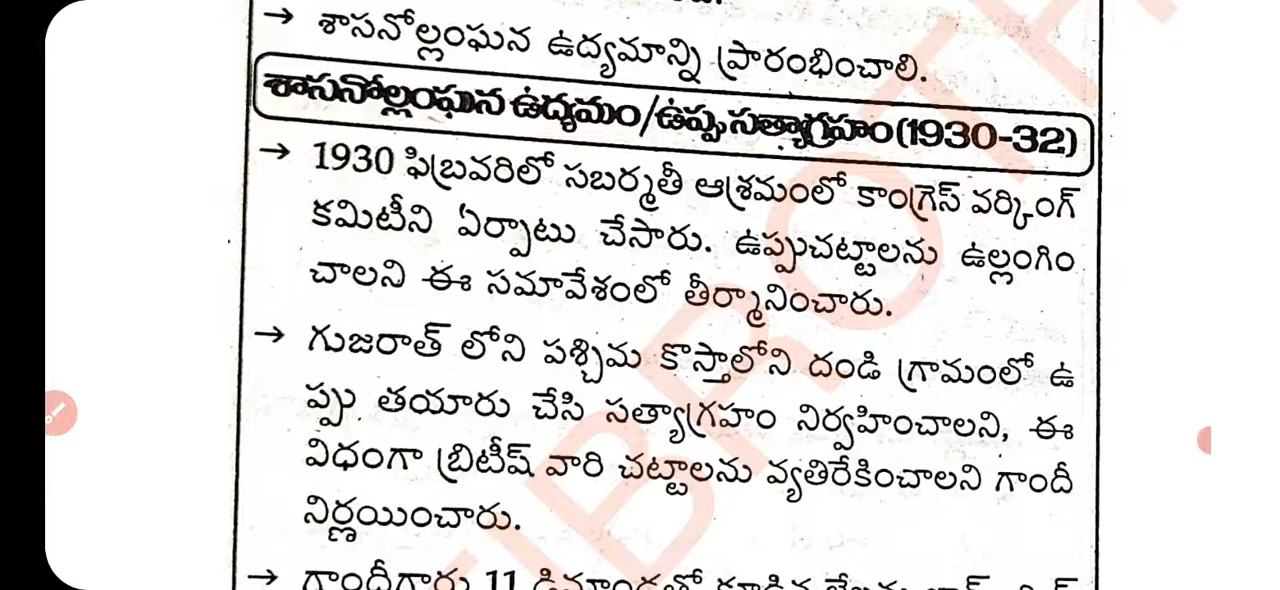 → శాసనోల్లంఘన ఉద్యమాన్ని ప్రారంభించాలి.
శాసనోల్లంఘన ఉద్యమం/ఉప్పు సత్యాగ్రహం(1930-32)
→ 1930 ఫిబ్రవరిలో సబర్మతీ ఆశ్రమంలో కాంగ్రెస్ వర్కింగ్
కమిటీని ఏర్పాటు చేసారు. ఉప్పుచట్టాలను ఉల్లంగిం
చాలని ఈ సమావేశంలో తీర్మానించారు.
→ గుజరాత్ లోని పశ్చిమ కొస్తాలోని దండి గ్రామంలో ఉ
ప్పు తయారు చేసి సత్యాగ్రహం నిర్వహించాలని, ఈ
విధంగా బ్రిటీష్ వారి చట్టాలను వ్యతిరేకించాలని గాందీ
నిర్ణయించారు.
→ గాందీగారు 11